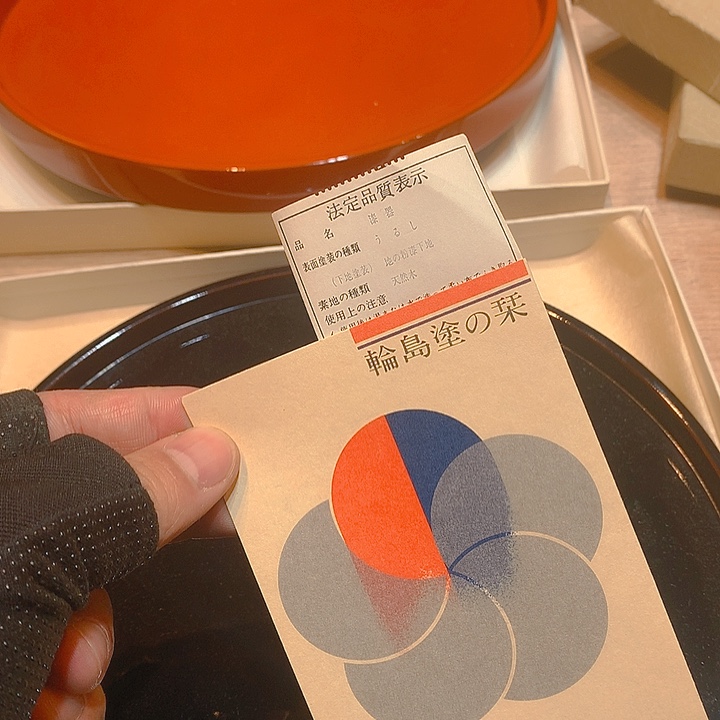 法定品質表示
品名 漆器
表面塗装の種類 うるし
(下地塗装) 地の粉漆下地
素地の種類 天然木
使用上の注意
輪島塗の栞